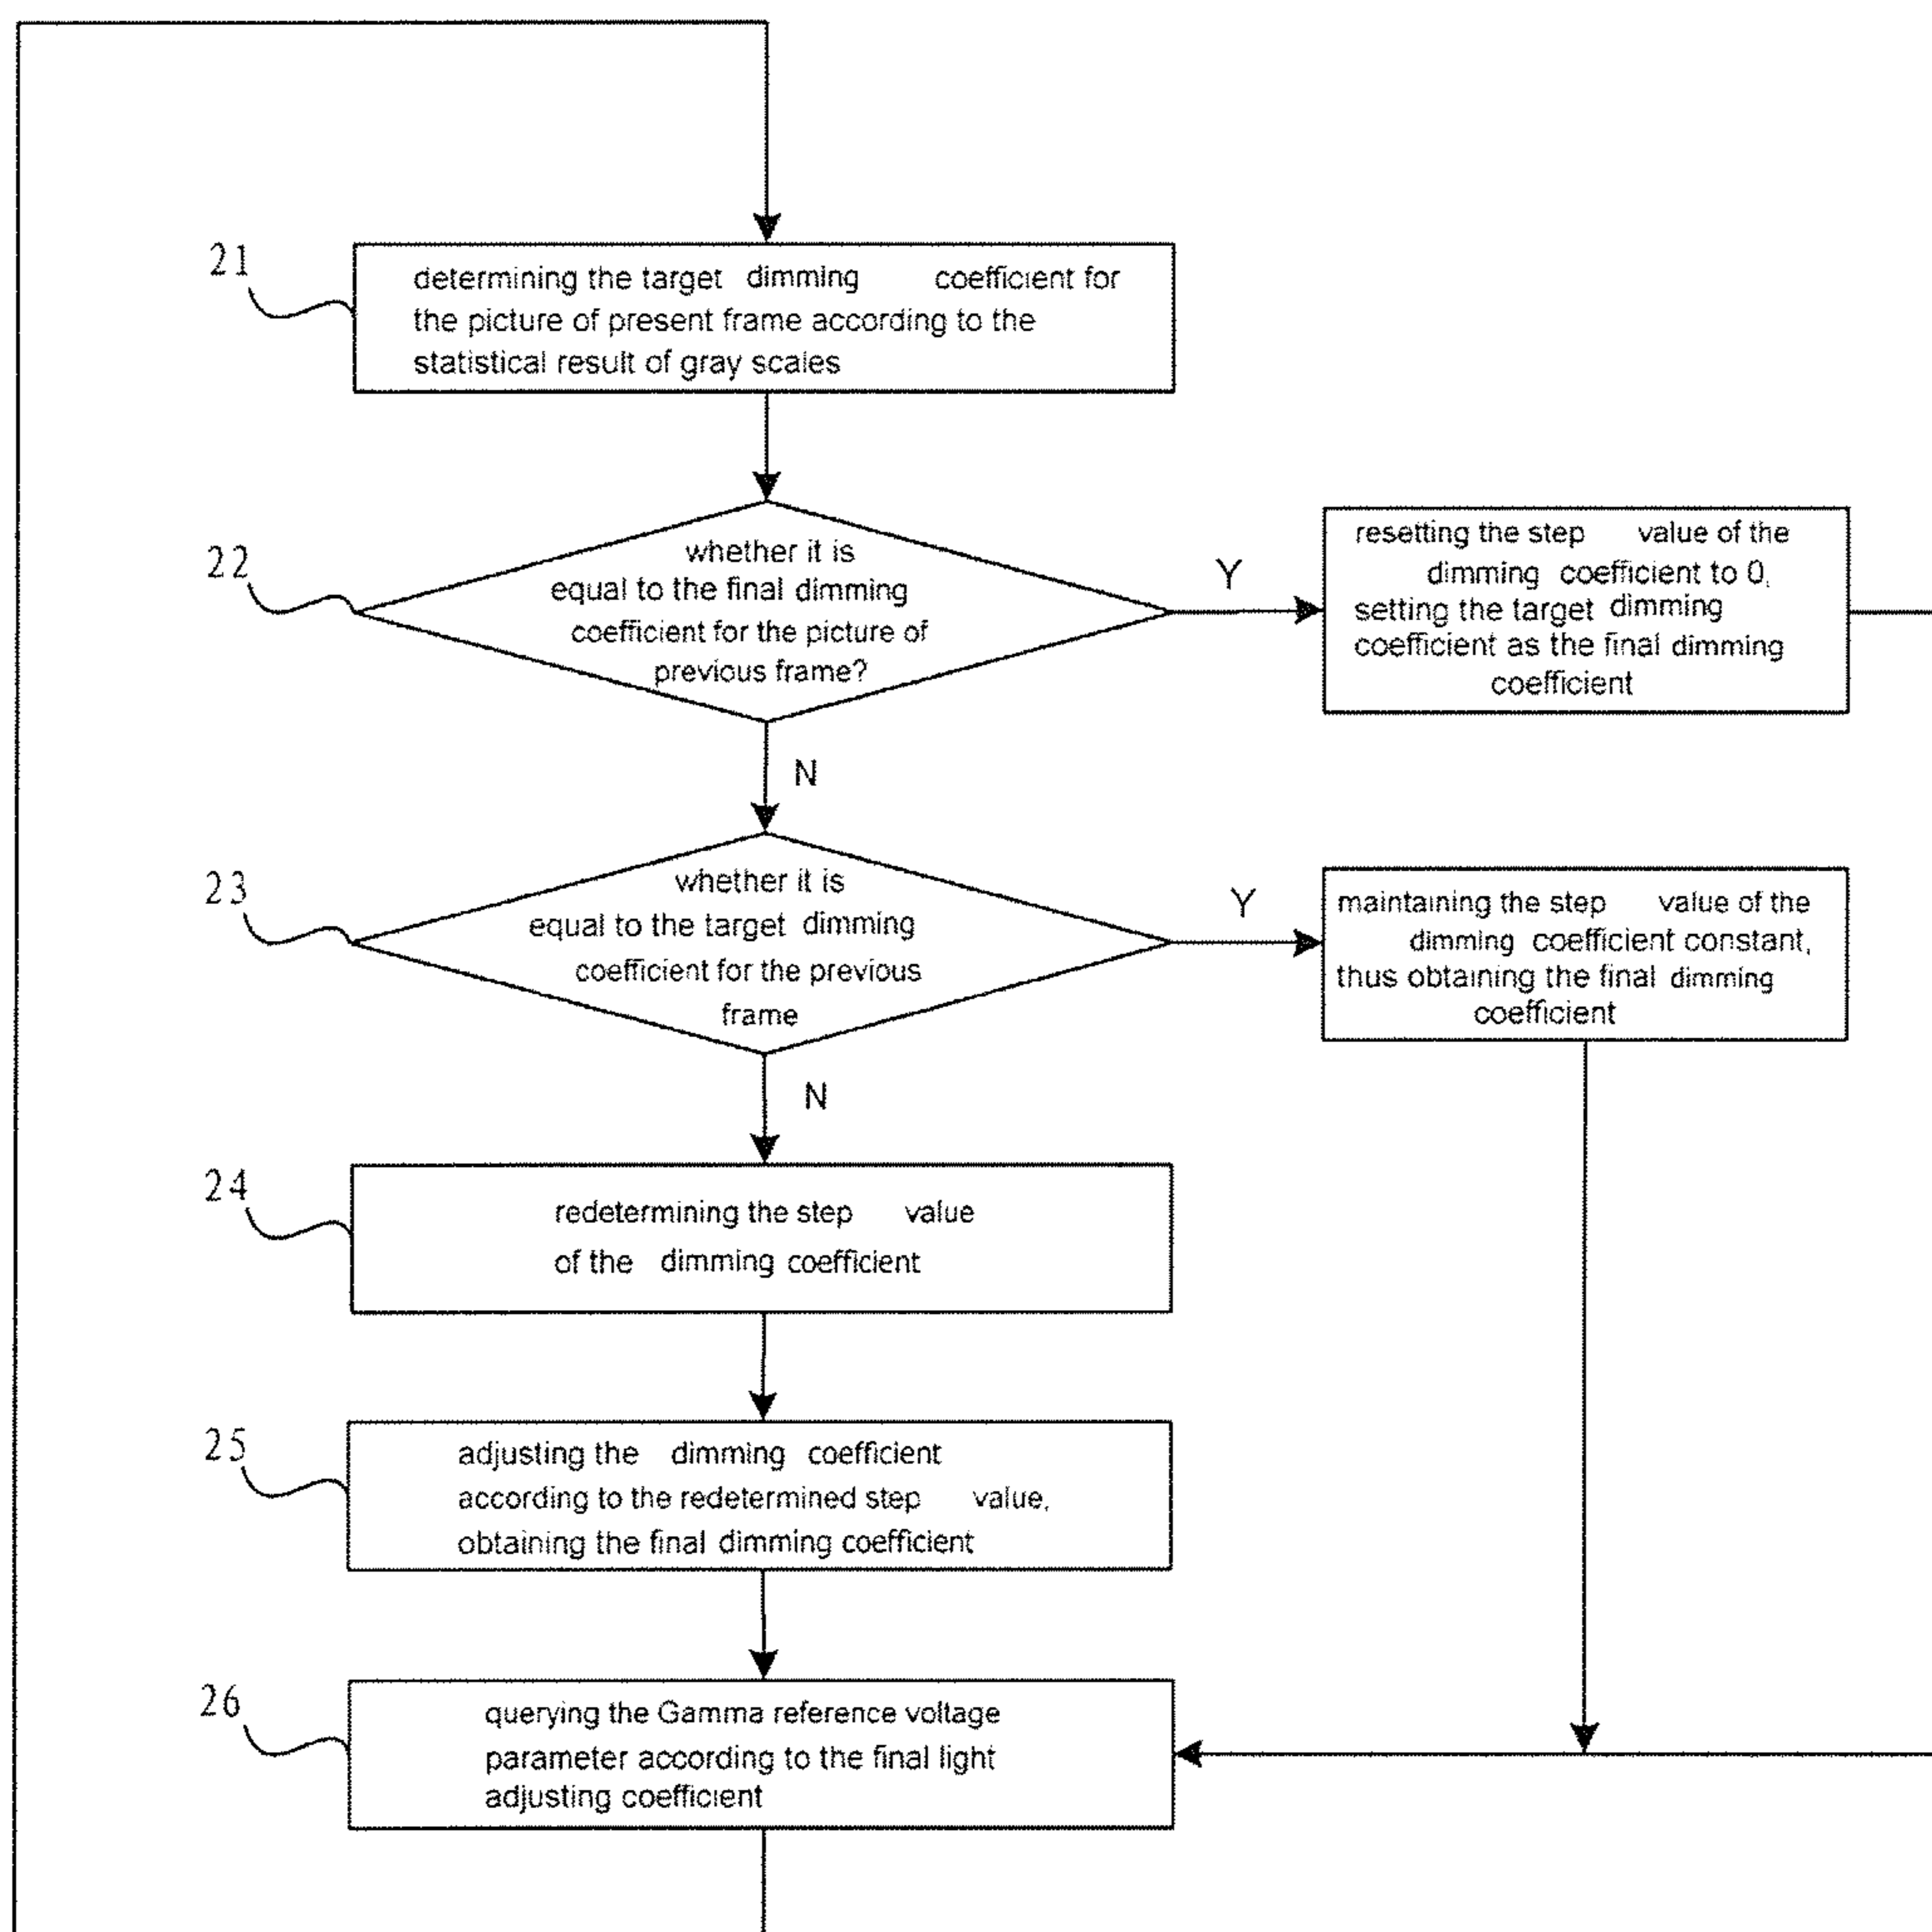 21
determining the target dimming coefficient for
the picture of present frame according to the
statistical result of gray scales
22
whether it is
equal to the final dimming
coefficient for the picture of
previous frame?
Y
resetting the step value of the
dimming coefficient to 0,
setting the target dimming
coefficient as the final dimming
coefficient
N
23
whether it is
equal to the target dimming
coefficient for the previous
frame
Y
maintaining the step value of the
dimming coefficient constant,
thus obtaining the final dimming
coefficient
N
24
redetermining the step value
of the dimming coefficient
25
adjusting the dimming coefficient
according to the redetermined step value,
obtaining the final dimming coefficient
26
querying the Gamma reference voltage
parameter according to the final light
adjusting coefficient